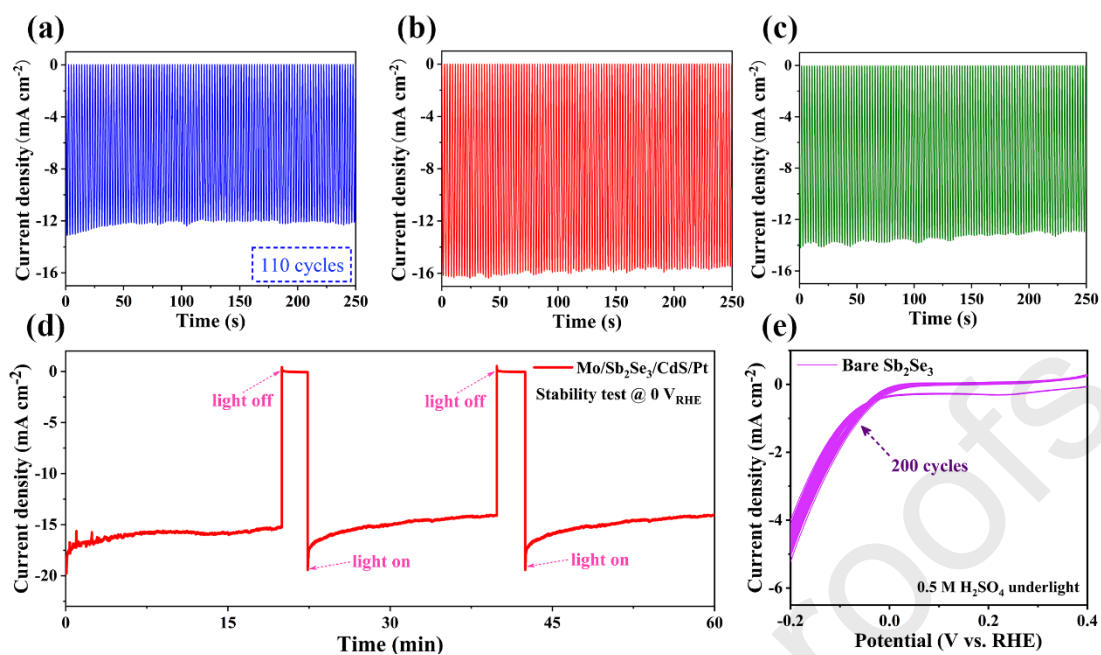 (a)
Current density (mA cm⁻²)
0
-4
-8
-12
-16
110 cycles
0 50 100 150 200 250
Time (s)
(b)
Current density (mA cm⁻²)
0
-4
-8
-12
-16
0 50 100 150 200 250
Time (s)
(c)
Current density (mA cm⁻²)
0
-4
-8
-12
-16
0 50 100 150 200 250
Time (s)
(d)
Current density (mA cm⁻²)
0
-5
-10
-15
-20
light off
light on
light off
light on
Mo/Sb₂Se₃/CdS/Pt
Stability test @ 0 V_RHE
0 15 30 45 60
Time (min)
(e)
Current density (mA cm⁻²)
0
-2
-4
-6
Bare Sb₂Se₃
200 cycles
0.5 M H₂SO₄ underlight
-0.2 0.0 0.2 0.4
Potential (V vs. RHE)
roofs